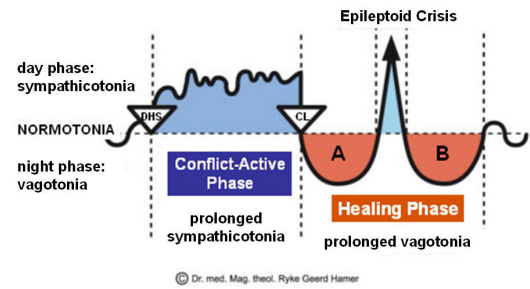 Epileptoid Crisis
day phase:
sympathicotonia
DHS
CL
NORMOTONIA
A
B
night phase:
vagotonia
Conflict-Active
Phase
Healing Phase
prolonged
sympathicotonia
prolonged vagotonia
© Dr. med. Mag. theol. Ryke Geerd Hamer